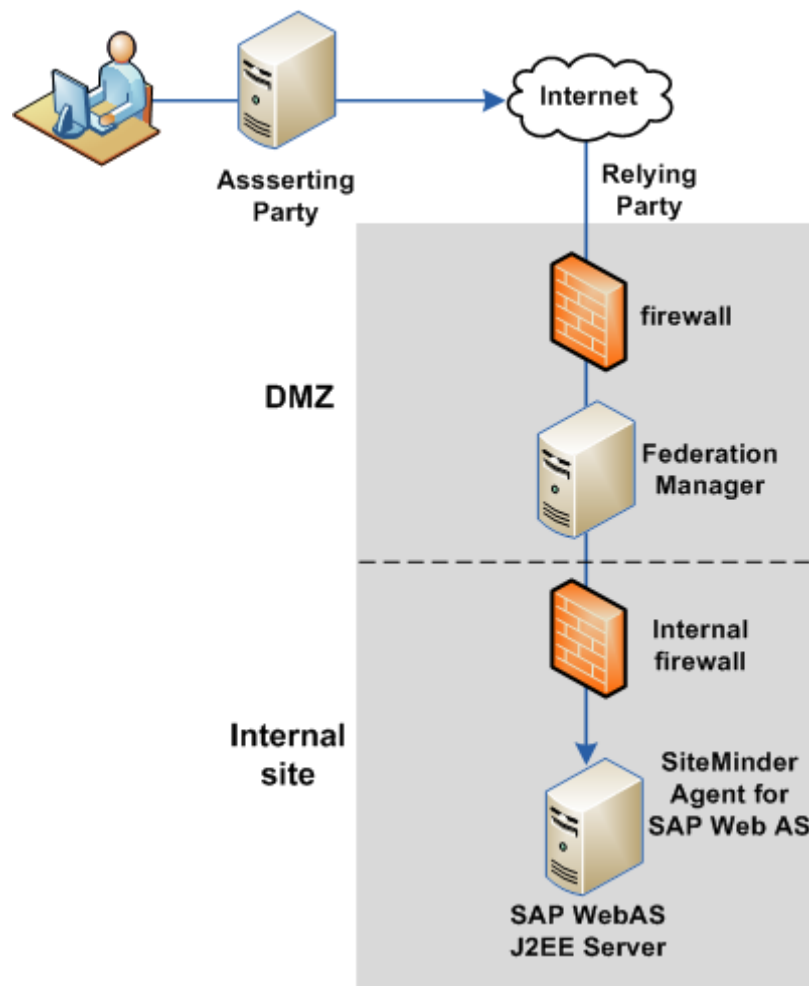 Internet
Assserting
Party
Relying
Party
firewall
DMZ
Federation
Manager
Internal
firewall
Internal
site
SiteMinder
Agent for
SAP Web AS
SAP WebAS
J2EE Server